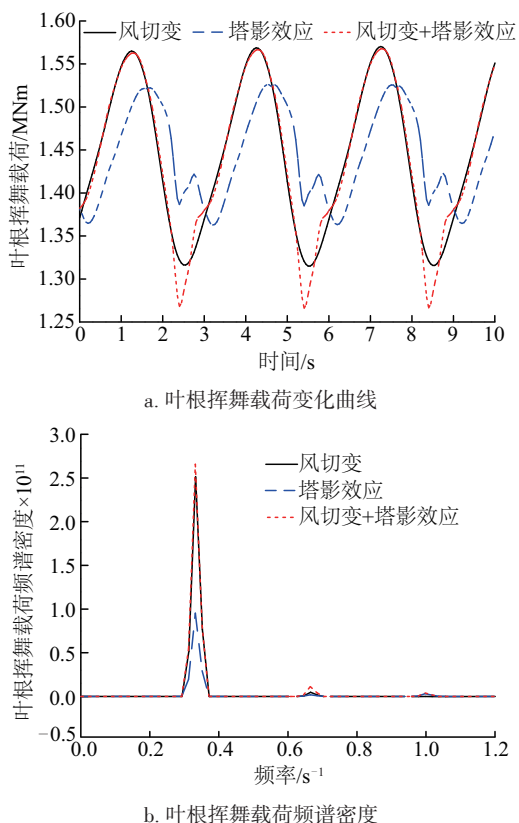 风切变 塔影效应 风切变+塔影效应
叶根挥舞载荷/MNm
1.60
1.55
1.50
1.45
1.40
1.35
1.30
1.25
0 1 2 3 4 5 6 7 8 9 10
时间/s
a. 叶根挥舞载荷变化曲线
风切变
塔影效应
风切变+塔影效应
叶根挥舞载荷频谱密度×10¹¹
3.0
2.5
2.0
1.5
1.0
0.5
0.0
−0.5
0.0 0.2 0.4 0.6 0.8 1.0 1.2
频率/s⁻¹
b. 叶根挥舞载荷频谱密度